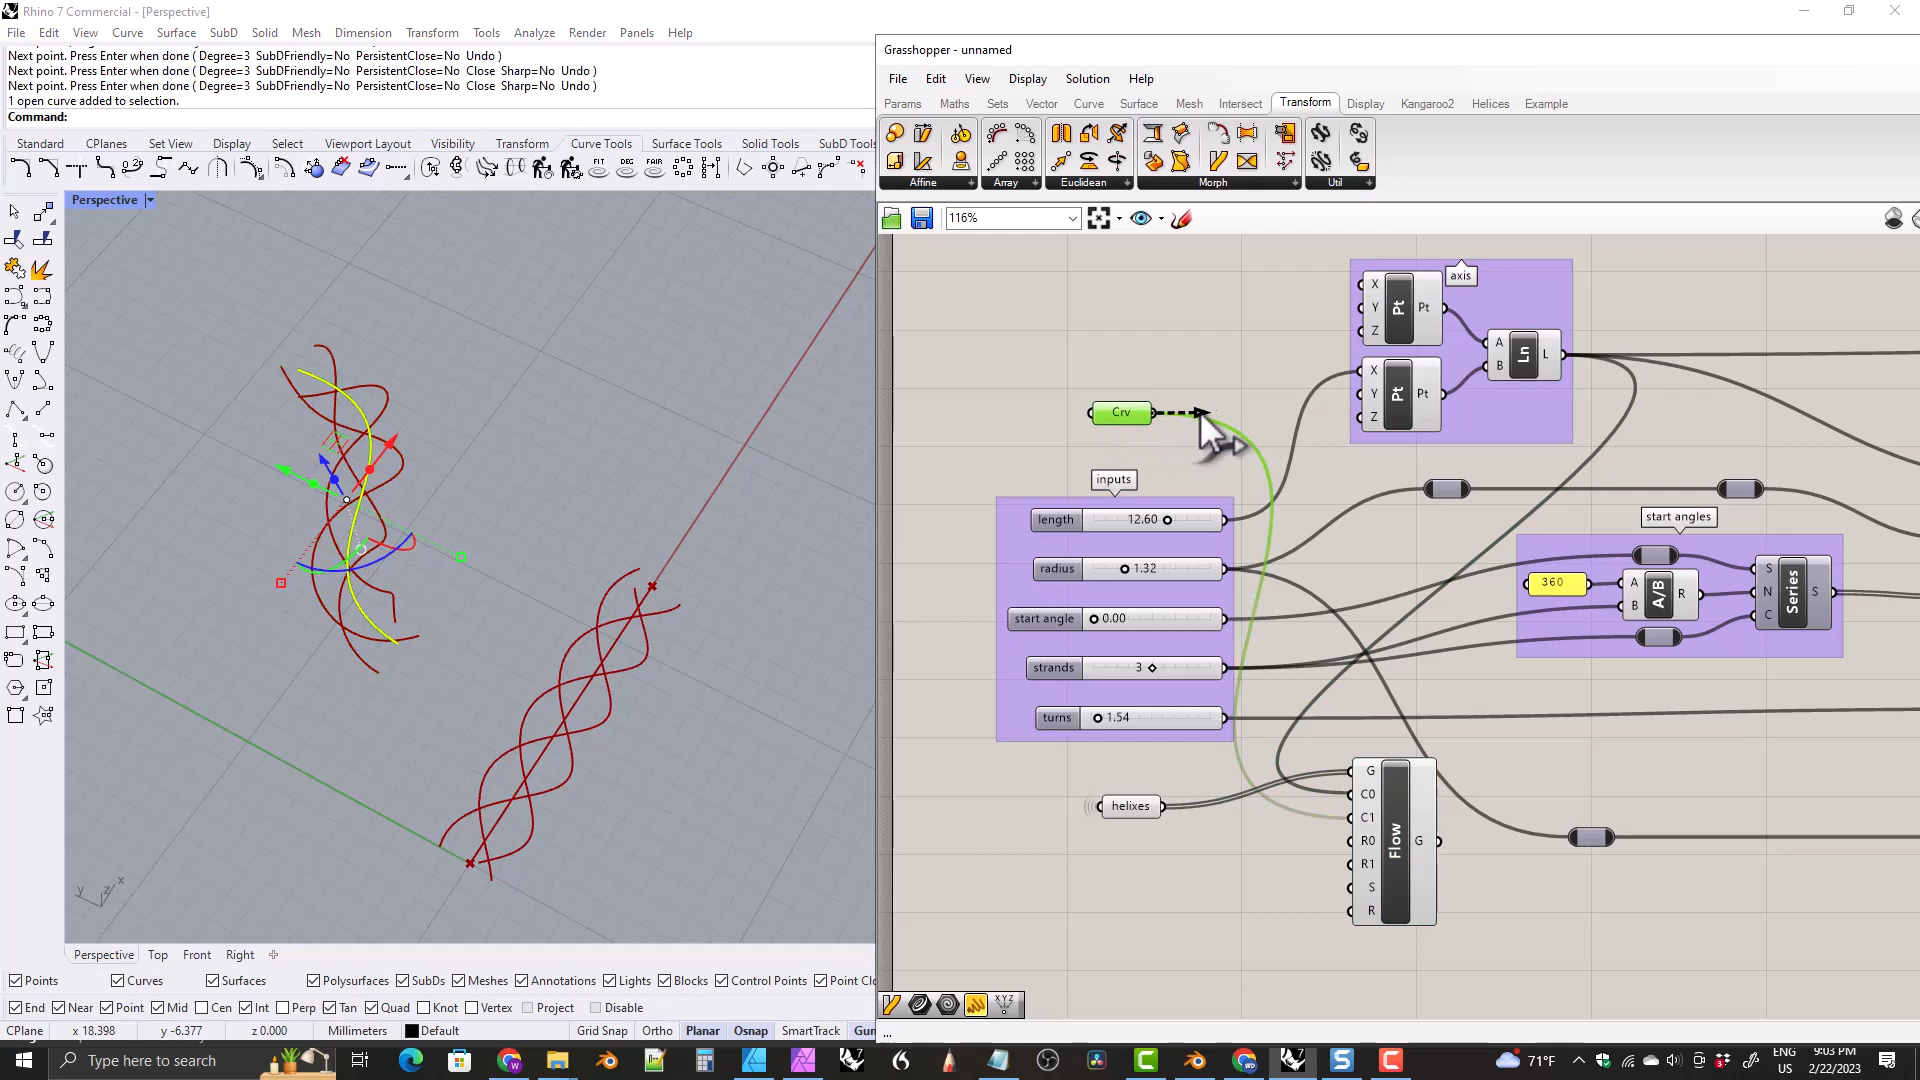 Rhino 7 Commercial - [Perspective]
File Edit View Curve Surface SubD Solid Mesh Dimension Transform Tools Analyze Render Panels Help
Next point. Press Enter when done ( Degree=3 SubDFriendly=No PersistentClose=No Undo )
Next point. Press Enter when done ( Degree=3 SubDFriendly=No PersistentClose=No Close Sharp=No Undo )
Next point. Press Enter when done ( Degree=3 SubDFriendly=No PersistentClose=No Close Sharp=No Undo )
1 open curve added to selection.
Command:
Standard CPlanes Set View Display Select Viewport Layout Visibility Transform Curve Tools Surface Tools Solid Tools SubD Tools
FIT DEG FAIR
Perspective
y z x
Perspective Top Front Right
Points Curves Surfaces Polysurfaces SubDs Meshes Annotations Lights Blocks Control Points Point Clo
End Near Point Mid Cen Int Perp Tan Quad Knot Vertex Project Disable
CPlane x 18.398 y -6.377 z 0.000 Millimeters Default Grid Snap Ortho Planar Osnap SmartTrack Gum
Grasshopper - unnamed
File Edit View Display Solution Help
Params Maths Sets Vector Curve Surface Mesh Intersect Transform Display Kangaroo2 Helices Example
Affine Array Euclidean Morph Util
116%
X Y Z Pt Pt
axis
X Y Z Pt Pt
A B Ln L
Crv
inputs
length 12.60
radius 1.32
start angle 0.00
strands 3
turns 1.54
start angles
360
A B A/B R
S N C Series S
helixes
G C0 C1 R0 R1 S R Flow G
XYZ
...
Type here to search
71°F
ENG
US
9:03 PM
2/22/2023